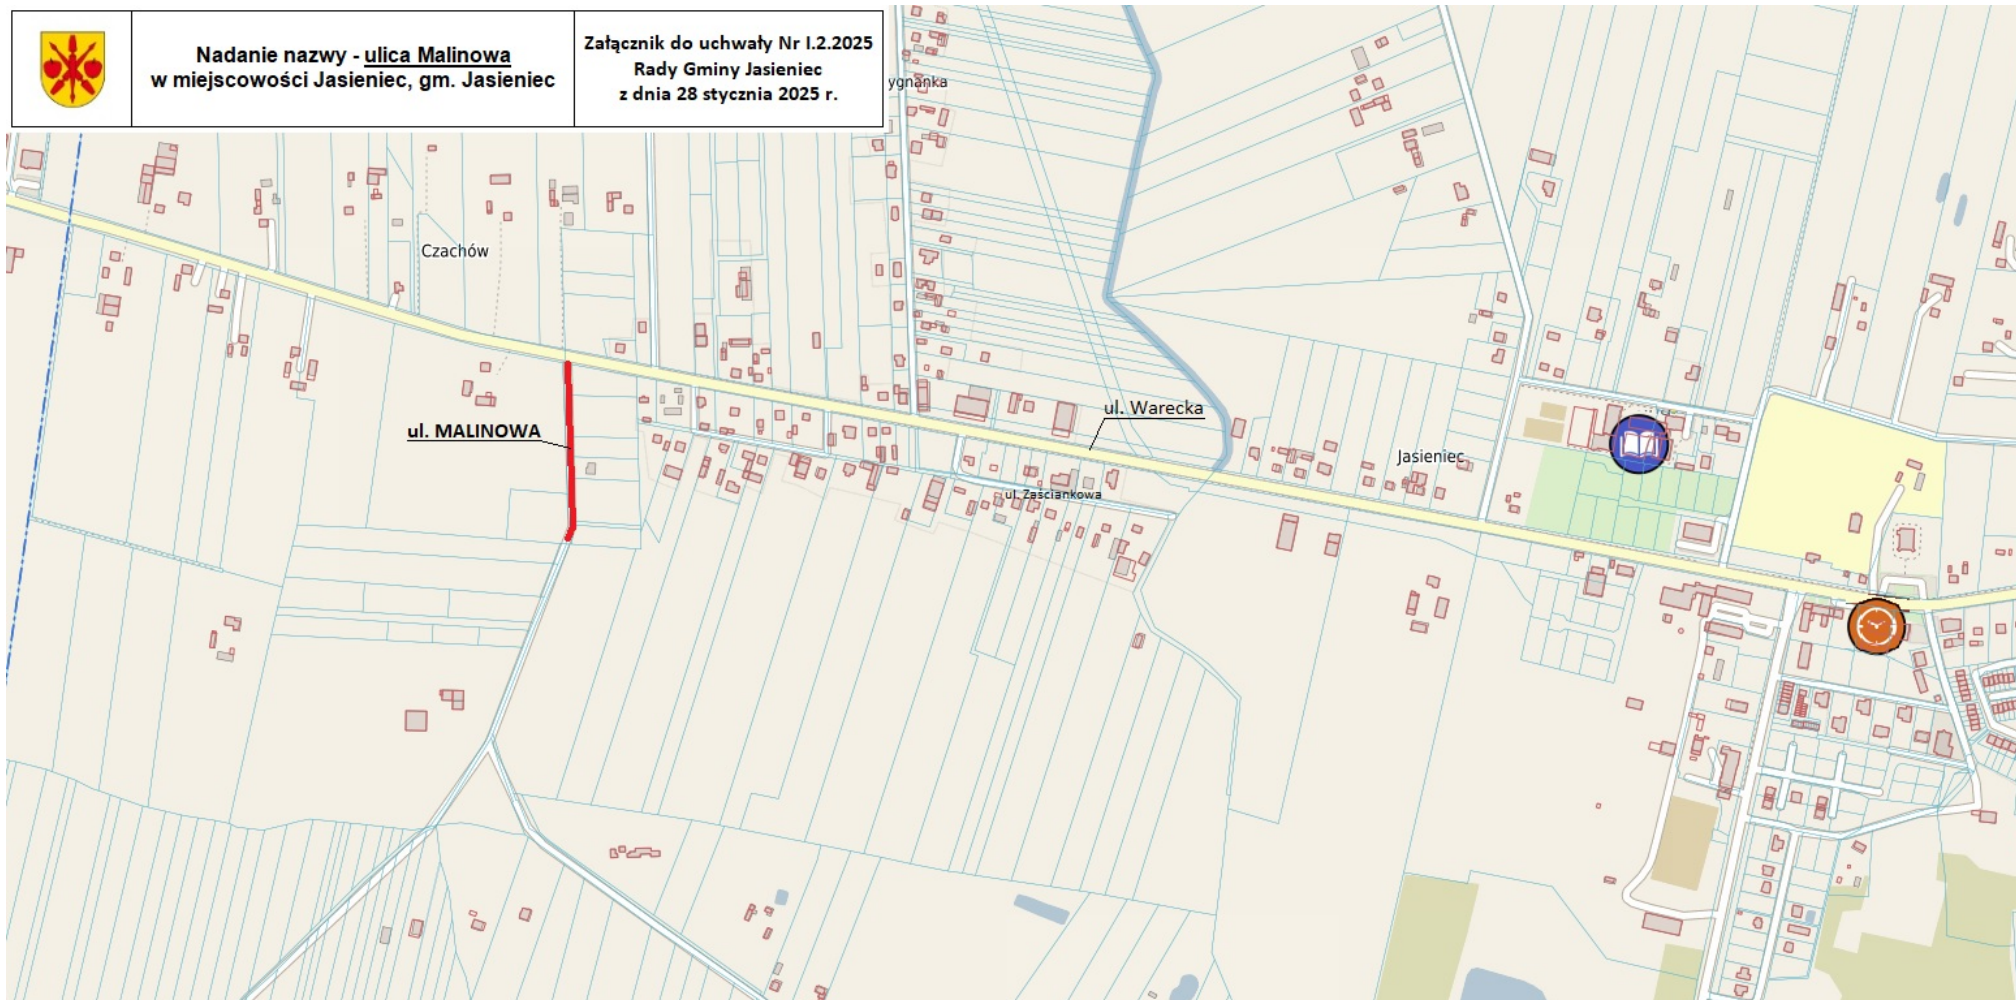 Nadanie nazwy - ulica Malinowa
w miejscowości Jasieniec, gm. Jasieniec
Załącznik do uchwały Nr I.2.2025
Rady Gminy Jasieniec
z dnia 28 stycznia 2025 r.
ygnanka
Czachów
ul. MALINOWA
ul. Warecka
Jasieniec
ul. Zaściankowa